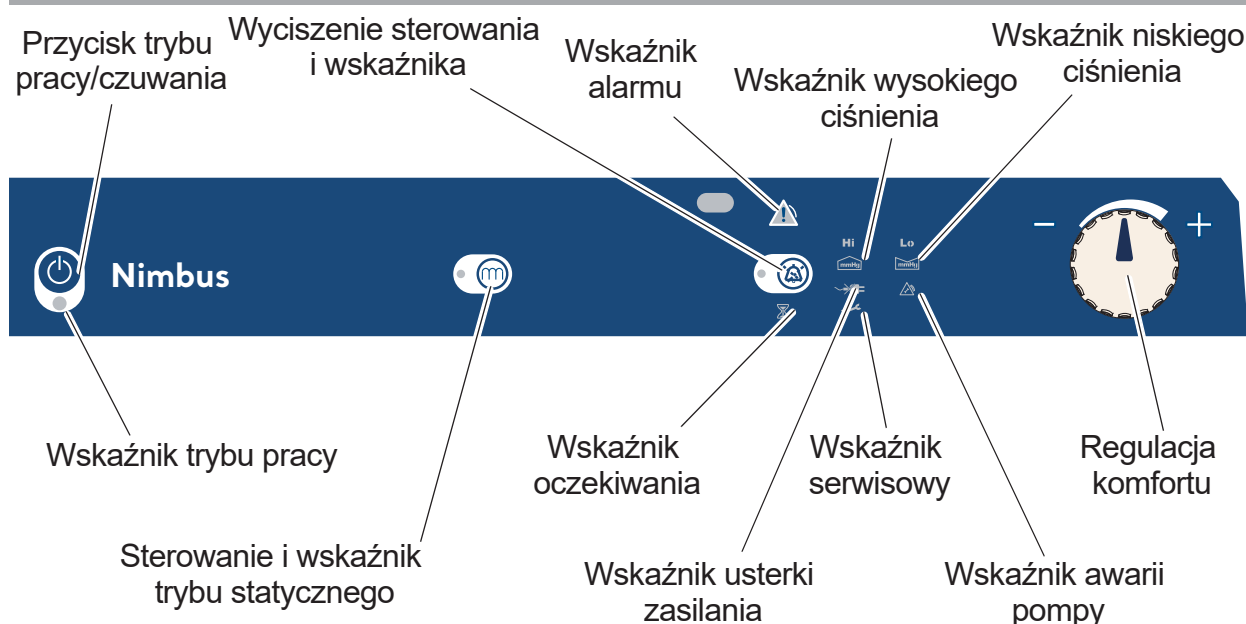 Przycisk trybu
pracy/czuwania
Wyciszenie sterowania
i wskaźnika
Wskaźnik
alarmu
Wskaźnik wysokiego
ciśnienia
Wskaźnik niskiego
ciśnienia
Nimbus
Hi
Lo
mmHg
mmHg
−
+
Wskaźnik trybu pracy
Sterowanie i wskaźnik
trybu statycznego
Wskaźnik
oczekiwania
Wskaźnik usterki
zasilania
Wskaźnik
serwisowy
Wskaźnik awarii
pompy
Regulacja
komfortu